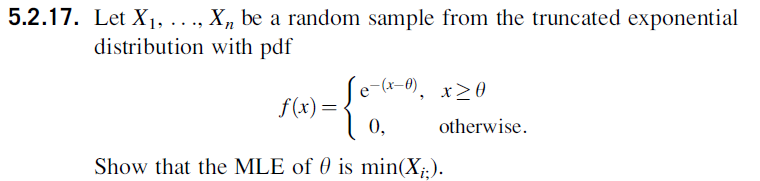 5.2.17. Let X₁, . . ., Xₙ be a random sample from the truncated exponential
distribution with pdf
f(x) = { e^{-(x-θ)}, x ≥ θ
0, otherwise.
Show that the MLE of θ is min(X_{i;}).